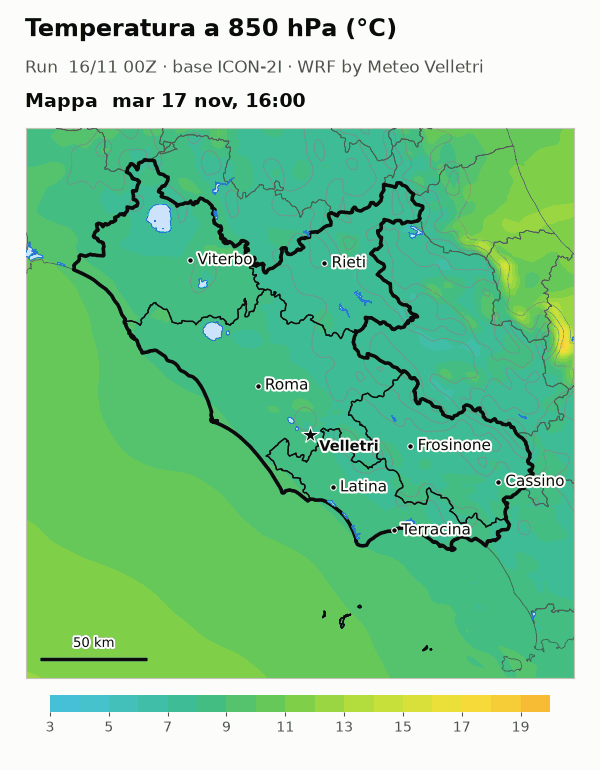 Temperatura a 850 hPa (°C)
Run  16/11 00Z · base ICON-2I · WRF by Meteo Velletri
Mappa  mar 17 nov, 16:00
Viterbo
Rieti
Roma
Velletri
Frosinone
Latina
Cassino
Terracina
50 km
3 5 7 9 11 13 15 17 19